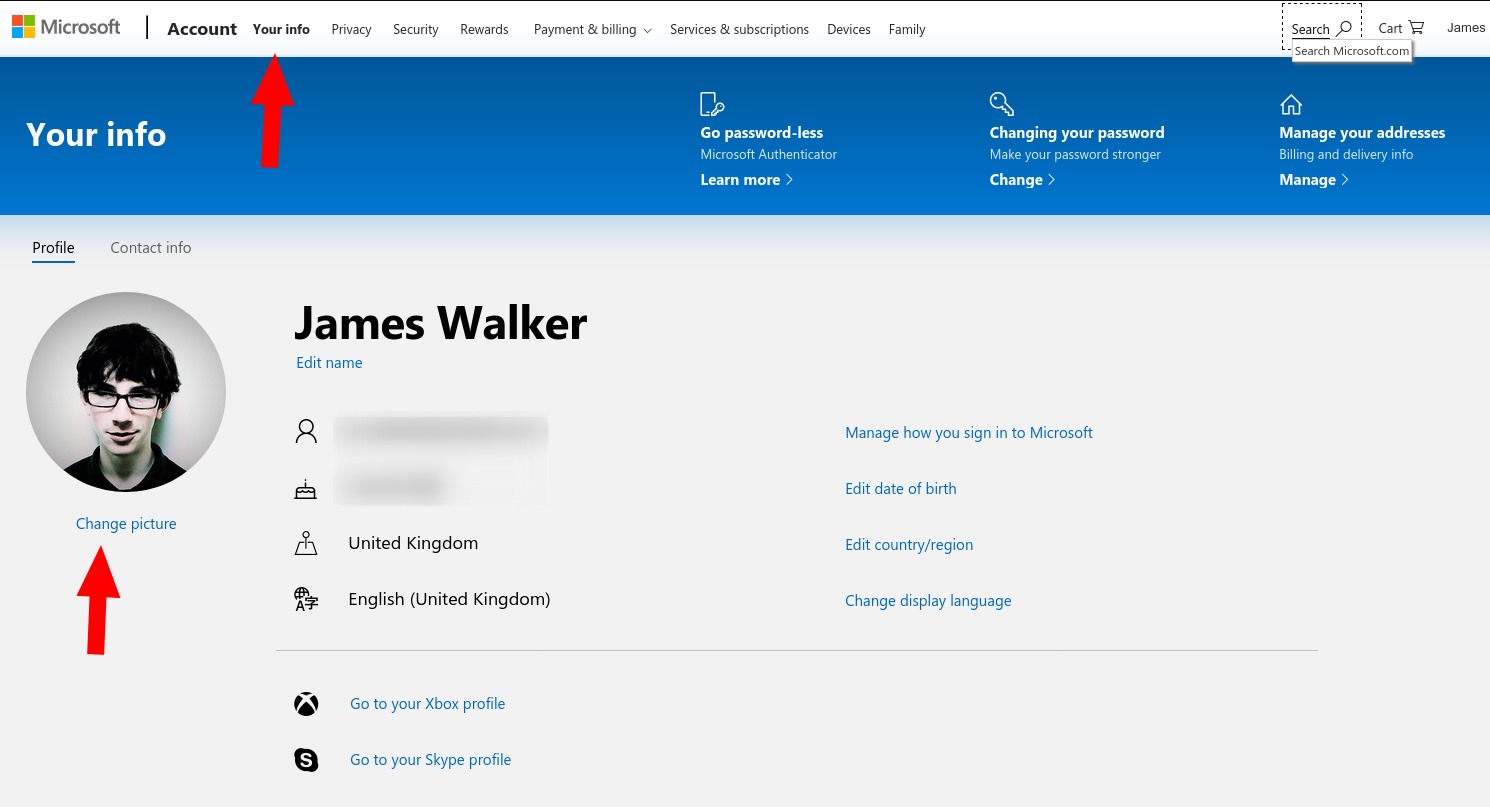 Microsoft Account Your info Privacy Security Rewards Payment & billing Services & subscriptions Devices Family Search Cart James
Search Microsoft.com
Your info
Go password-less
Microsoft Authenticator
Learn more
Changing your password
Make your password stronger
Change
Manage your addresses
Billing and delivery info
Manage
Profile Contact info
James Walker
Edit name
Manage how you sign in to Microsoft
Edit date of birth
Change picture
United Kingdom Edit country/region
English (United Kingdom) Change display language
Go to your Xbox profile
Go to your Skype profile